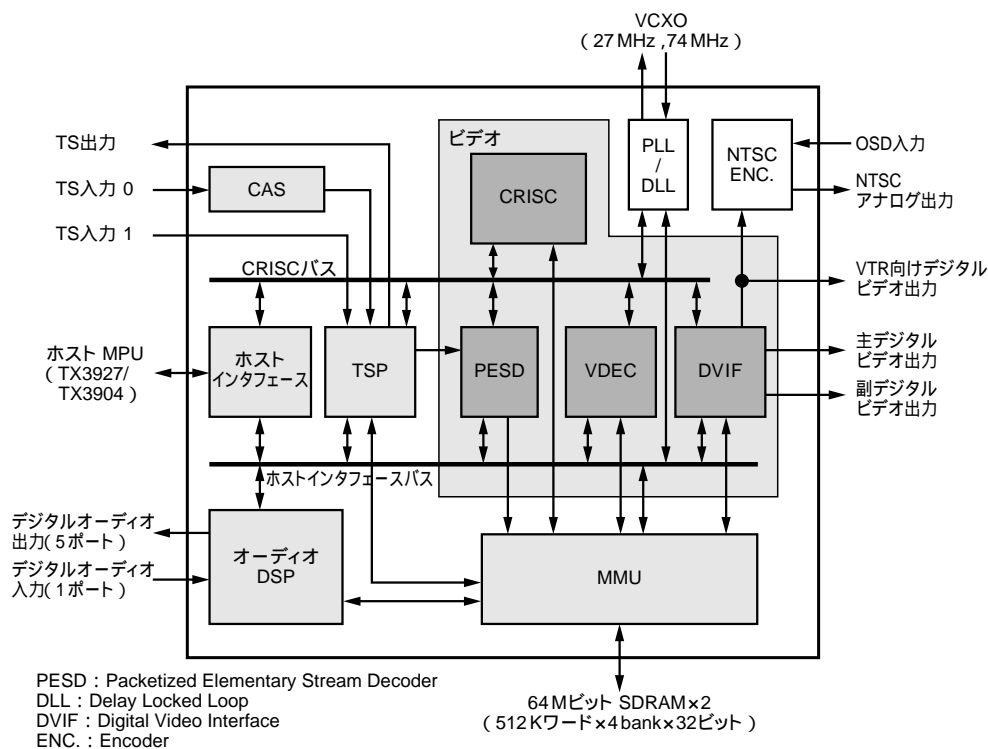 VCXO
( 27 MHz ,74 MHz )
TS出力
TS入力 0
TS入力 1
CAS
ビデオ
CRISC
PLL
/
DLL
NTSC
ENC.
OSD入力
NTSC
アナログ出力
CRISCバス
VTR向けデジタル
ビデオ出力
ホスト MPU
( TX3927/
TX3904 )
ホスト
インタフェース
TSP
PESD
VDEC
DVIF
主デジタル
ビデオ出力
副デジタル
ビデオ出力
ホストインタフェースバス
デジタルオーディオ
出力( 5ポート )
デジタルオーディオ
入力( 1ポート )
オーディオ
DSP
MMU
64 Mビット SDRAM×2
( 512 Kワード×4 bank×32ビット )
PESD : Packetized Elementary Stream Decoder
DLL : Delay Locked Loop
DVIF : Digital Video Interface
ENC. : Encoder